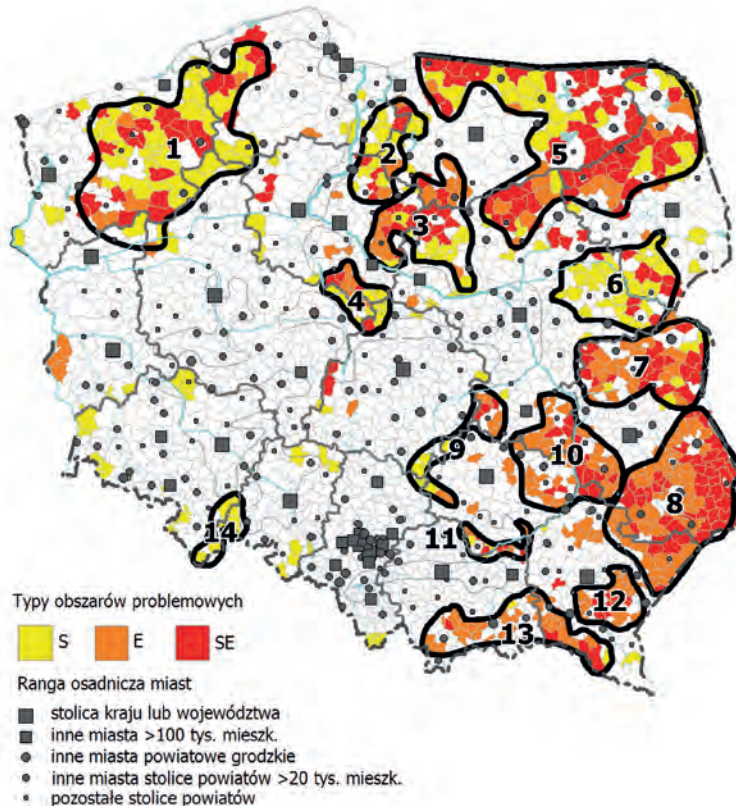 1
2
3
5
4
6
7
9
10
8
14
11
12
13
Typy obszarów problemowych
S E SE
Ranga osadnicza miast
stolica kraju lub województwa
inne miasta >100 tys. mieszk.
inne miasta powiatowe grodzkie
inne miasta stolice powiatów >20 tys. mieszk.
pozostałe stolice powiatów